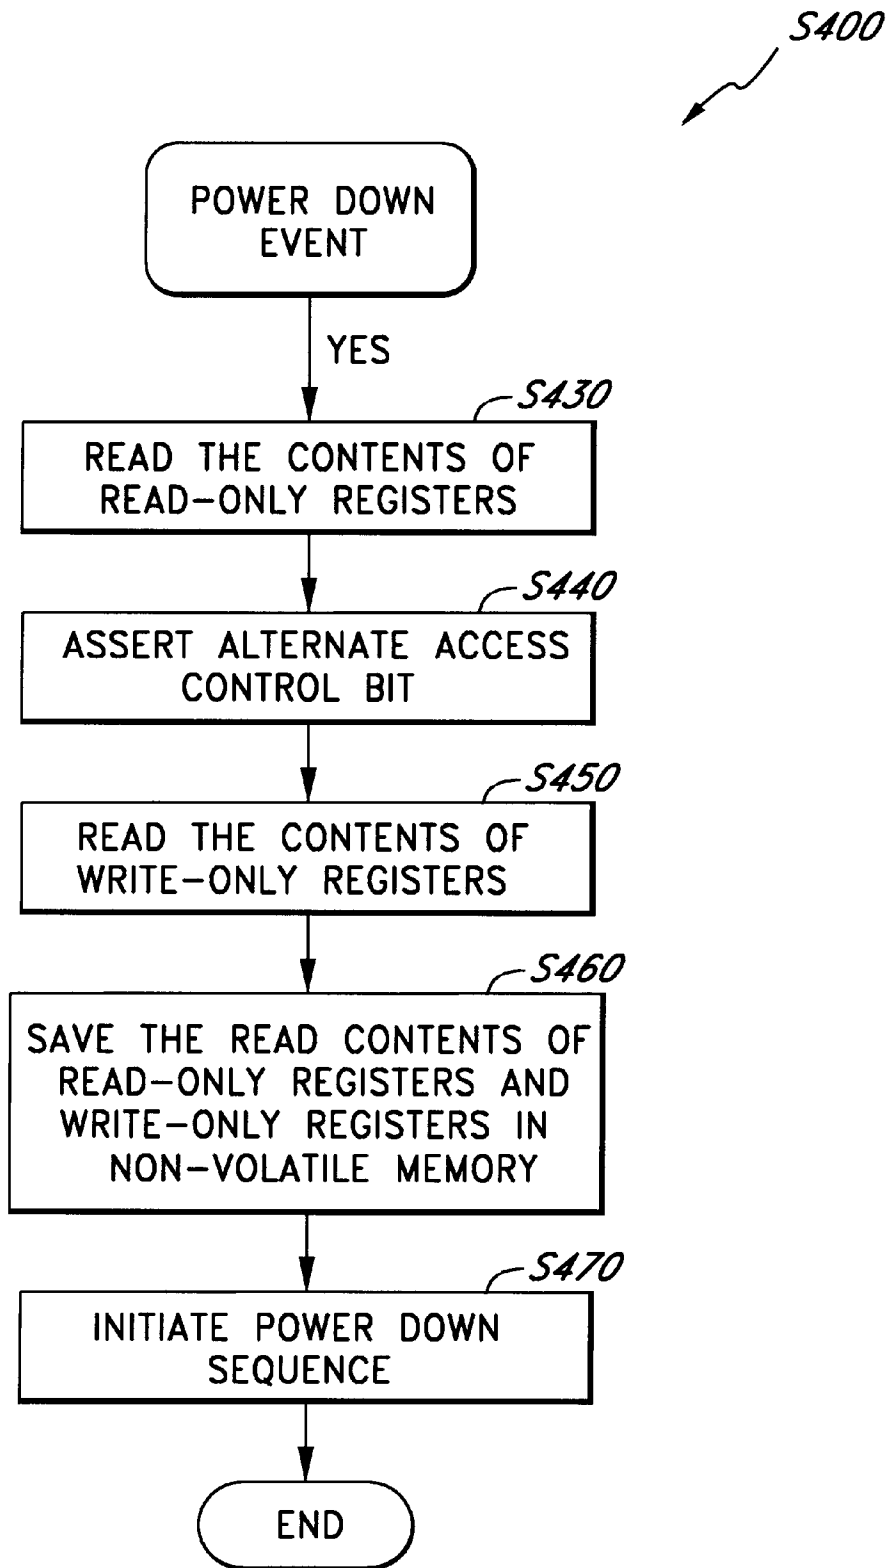 S400
POWER DOWN
EVENT
YES
S430
READ THE CONTENTS OF
READ-ONLY REGISTERS
S440
ASSERT ALTERNATE ACCESS
CONTROL BIT
S450
READ THE CONTENTS OF
WRITE-ONLY REGISTERS
S460
SAVE THE READ CONTENTS OF
READ-ONLY REGISTERS AND
WRITE-ONLY REGISTERS IN
NON-VOLATILE MEMORY
S470
INITIATE POWER DOWN
SEQUENCE
END